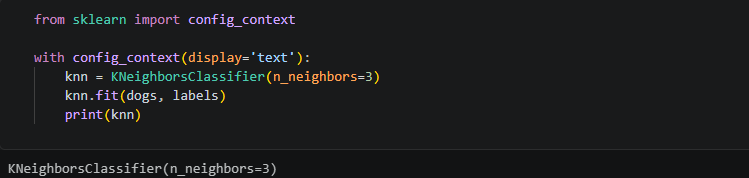 from sklearn import config_context
with config_context(display='text'):
knn = KNeighborsClassifier(n_neighbors=3)
knn.fit(dogs, labels)
print(knn)
KNeighborsClassifier(n_neighbors=3)